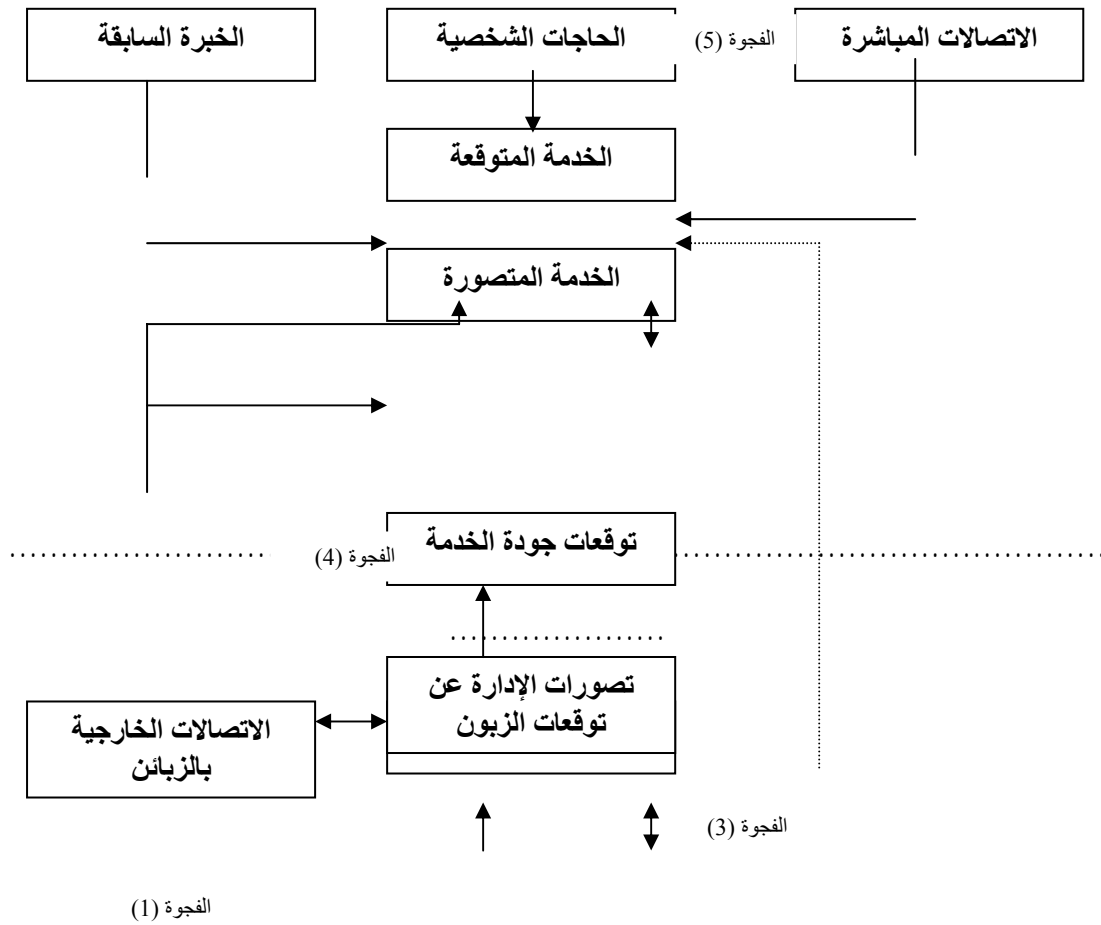 الاتصالات المباشرة
الفجوة (5)
الحاجات الشخصية
الخبرة السابقة
الخدمة المتوقعة
الخدمة المتصورة
توقعات جودة الخدمة
الفجوة (4)
تصورات الإدارة عن
توقعات الزبون
الاتصالات الخارجية
بالزبائن
الفجوة (3)
الفجوة (1)